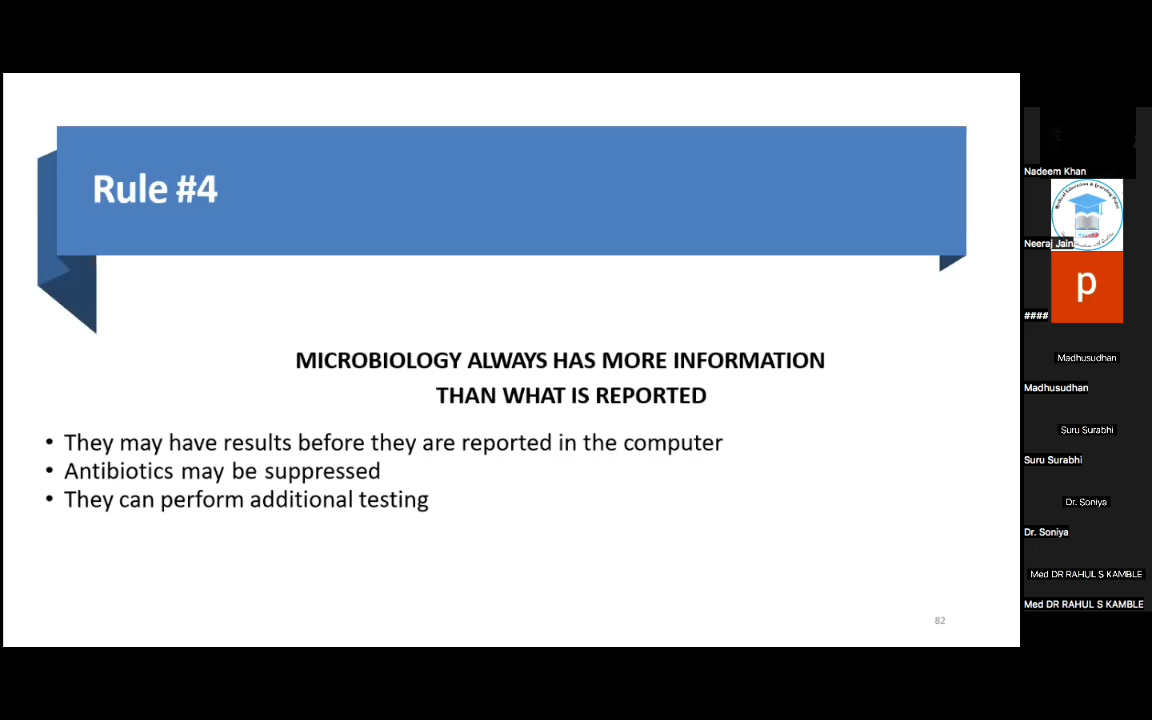 Rule #4
MICROBIOLOGY ALWAYS HAS MORE INFORMATION
THAN WHAT IS REPORTED
• They may have results before they are reported in the computer
• Antibiotics may be suppressed
• They can perform additional testing
82
Nadeem Khan
Neeraj Jain
p
####
Madhusudhan
Madhusudhan
Suru Surabhi
Suru Surabhi
Dr. Soniya
Dr. Soniya
Med DR RAHUL S KAMBLE
Med DR RAHUL S KAMBLE